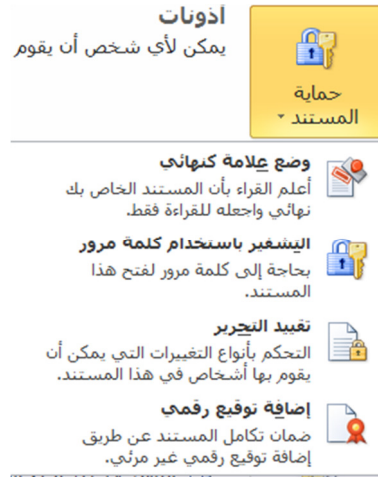 أذونات
يمكن لأي شخص أن يقوم
حماية
المستند
وضع علامة كنهائي
أعلم القراء بأن المستند الخاص بك
نهائي واجعله للقراءة فقط.
التشفير باستخدام كلمة مرور
بحاجة إلى كلمة مرور لفتح هذا
المستند.
تقييد التحرير
التحكم بأنواع التغييرات التي يمكن أن
يقوم بها أشخاص في هذا المستند.
إضافة توقيع رقمي
ضمان تكامل المستند عن طريق
إضافة توقيع رقمي غير مرئي.